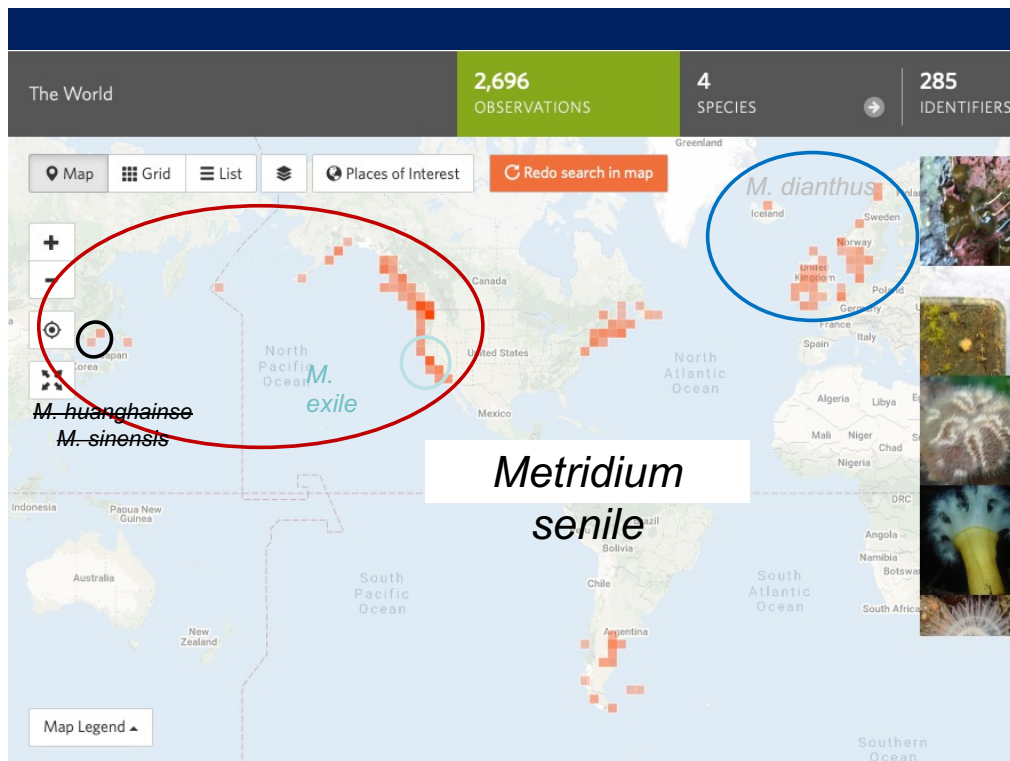 The World
2,696
OBSERVATIONS
4
SPECIES
285
IDENTIFIERS
Map
Grid
List
Places of Interest
Redo search in map
Greenland
M. dianthus
Iceland
Sweden
Norway
United
Kingdom
Poland
Germany
France
Spain
Italy
Canada
United States
North
Pacific
Ocean
North
Atlantic
Ocean
Japan
Korea
M.
exile
M. huanghainse
M. sinensis
Mexico
Algeria
Libya
Mali
Niger
Chad
Nigeria
Metridium
senile
DRC
Indonesia
Papua New
Guinea
Bolivia
Angola
Namibia
Australia
South
Pacific
Ocean
Chile
South
Atlantic
Ocean
South Africa
New
Zealand
Argentina
Map Legend
Southern
Ocean